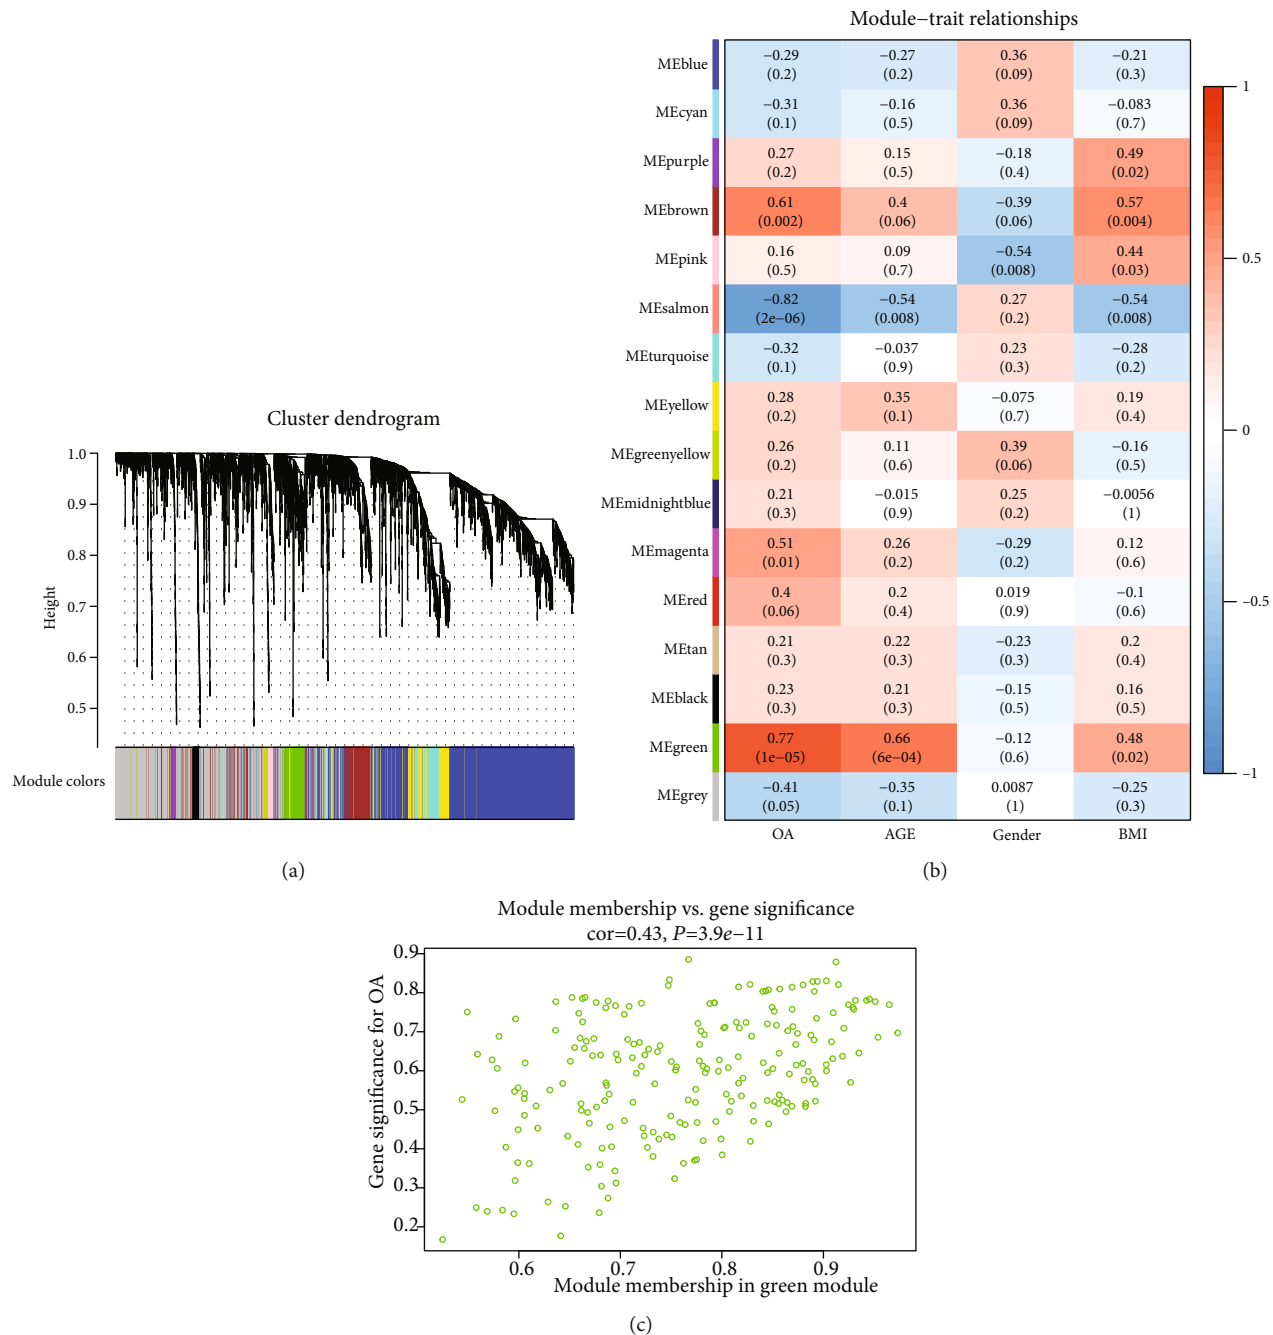 Cluster dendrogram
1.0
0.9
0.8
0.7
0.6
0.5
Height
Module colors
(a)
Module−trait relationships
MEblue −0.29 −0.27 0.36 −0.21
(0.2) (0.2) (0.09) (0.3)
MEcyan −0.31 −0.16 0.36 −0.083
(0.1) (0.5) (0.09) (0.7)
MEpurple 0.27 0.15 −0.18 0.49
(0.2) (0.5) (0.4) (0.02)
MEbrown 0.61 0.4 −0.39 0.57
(0.002) (0.06) (0.06) (0.004)
MEpink 0.16 0.09 −0.54 0.44
(0.5) (0.7) (0.008) (0.03)
MEsalmon −0.82 −0.54 0.27 −0.54
(2e−06) (0.008) (0.2) (0.008)
MEturquoise −0.32 −0.037 0.23 −0.28
(0.1) (0.9) (0.3) (0.2)
MEyellow 0.28 0.35 −0.075 0.19
(0.2) (0.1) (0.7) (0.4)
MEgreenyellow 0.26 0.11 0.39 −0.16
(0.2) (0.6) (0.06) (0.5)
MEmidnightblue 0.21 −0.015 0.25 −0.0056
(0.3) (0.9) (0.2) (1)
MEmagenta 0.51 0.26 −0.29 0.12
(0.01) (0.2) (0.2) (0.6)
MEred 0.4 0.2 0.019 −0.1
(0.06) (0.4) (0.9) (0.6)
MEtan 0.21 0.22 −0.23 0.2
(0.3) (0.3) (0.3) (0.4)
MEblack 0.23 0.21 −0.15 0.16
(0.3) (0.3) (0.5) (0.5)
MEgreen 0.77 0.66 −0.12 0.48
(1e−05) (6e−04) (0.6) (0.02)
MEgrey −0.41 −0.35 0.0087 −0.25
(0.05) (0.1) (1) (0.3)
OA AGE Gender BMI
1
0.5
0
−0.5
−1
(b)
Module membership vs. gene significance
cor=0.43, P=3.9e−11
0.9
0.8
0.7
0.6
0.5
0.4
0.3
0.2
Gene significance for OA
0.6 0.7 0.8 0.9
Module membership in green module
(c)